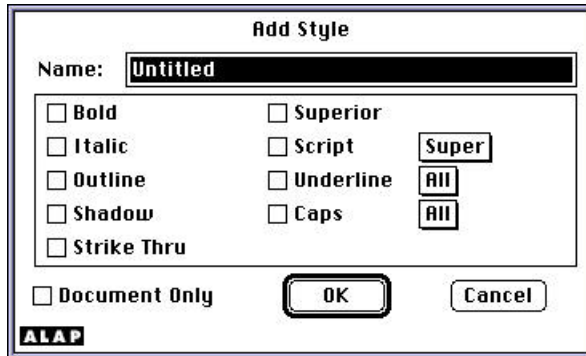 Add Style
Name: Untitled
Bold Superior
Italic Script Super
Outline Underline All
Shadow Caps All
Strike Thru
Document Only OK Cancel
ALAP